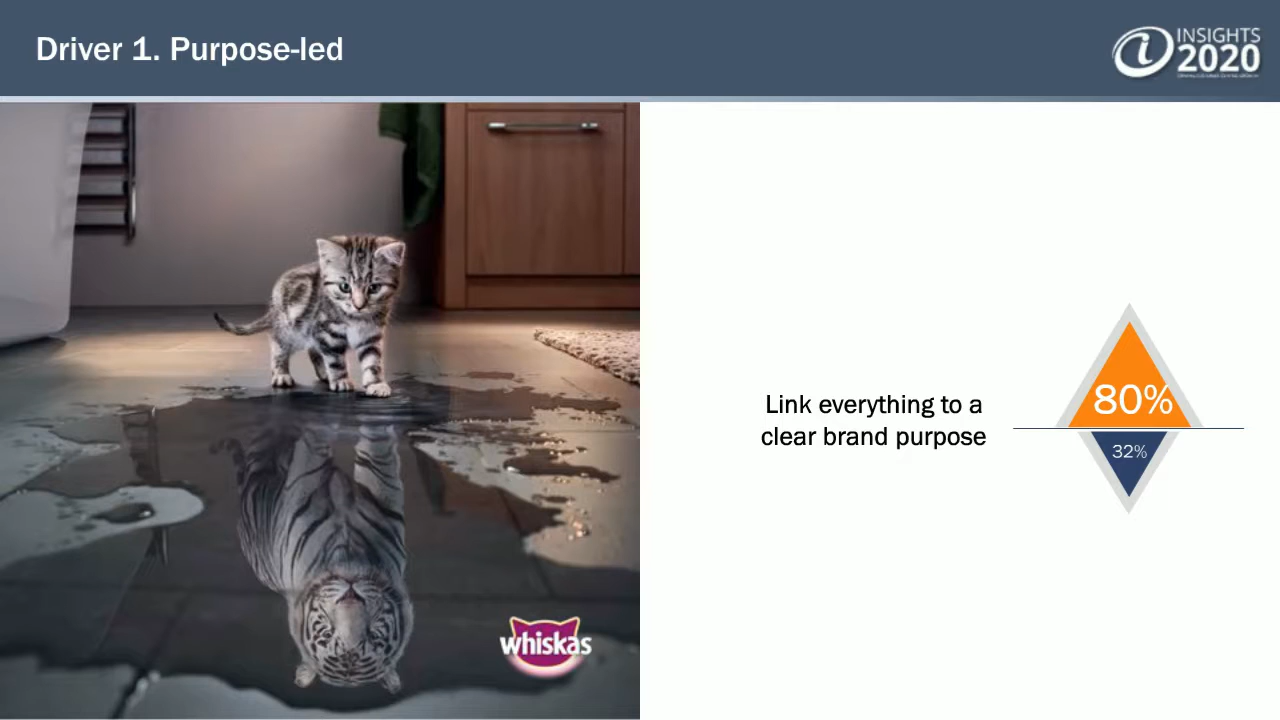 Driver 1. Purpose-led
INSIGHTS
2020
whiskas
Link everything to a
clear brand purpose
80%
32%